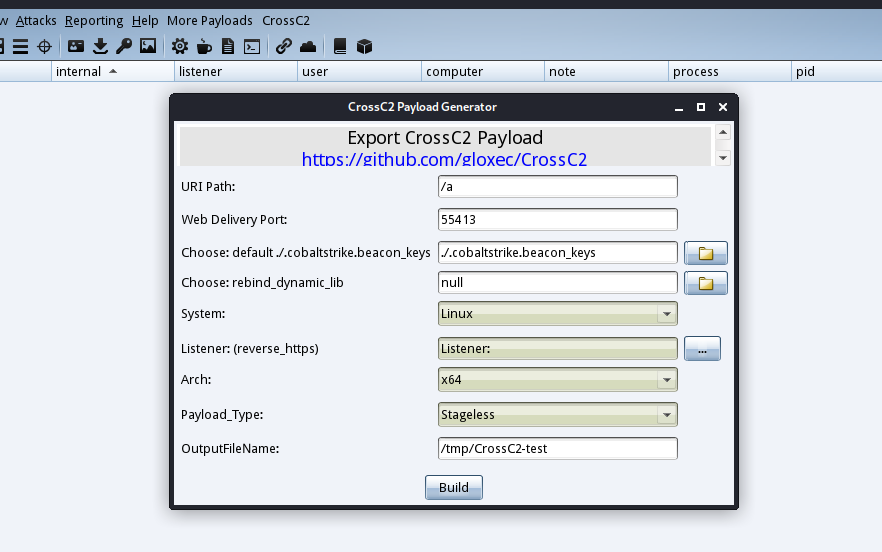 w Attacks Reporting Help More Payloads CrossC2
internal listener user computer note process pid
CrossC2 Payload Generator
Export CrossC2 Payload
https://github.com/gloxec/CrossC2
URI Path: /a
Web Delivery Port: 55413
Choose: default ./.cobaltstrike.beacon_keys ./.cobaltstrike.beacon_keys
Choose: rebind_dynamic_lib null
System: Linux
Listener: (reverse_https) Listener: ...
Arch: x64
Payload_Type: Stageless
OutputFileName: /tmp/CrossC2-test
Build